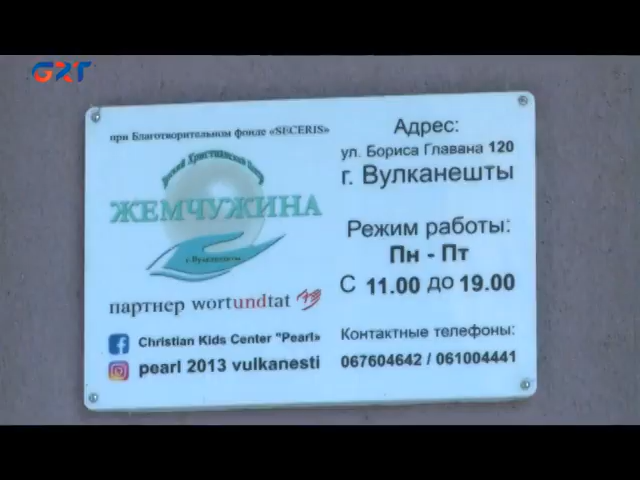 GRT
при Благотворительном фонде «SECERIS»
Детский Христианский Центр
ЖЕМЧУЖИНА
г.Вулканешты
партнер wortundtat
Christian Kids Center "Pearl»
pearl 2013 vulkanesti
Адрес:
ул. Бориса Главана 120
г. Вулканешты
Режим работы:
Пн - Пт
С 11.00 до 19.00
Контактные телефоны:
067604642 / 061004441